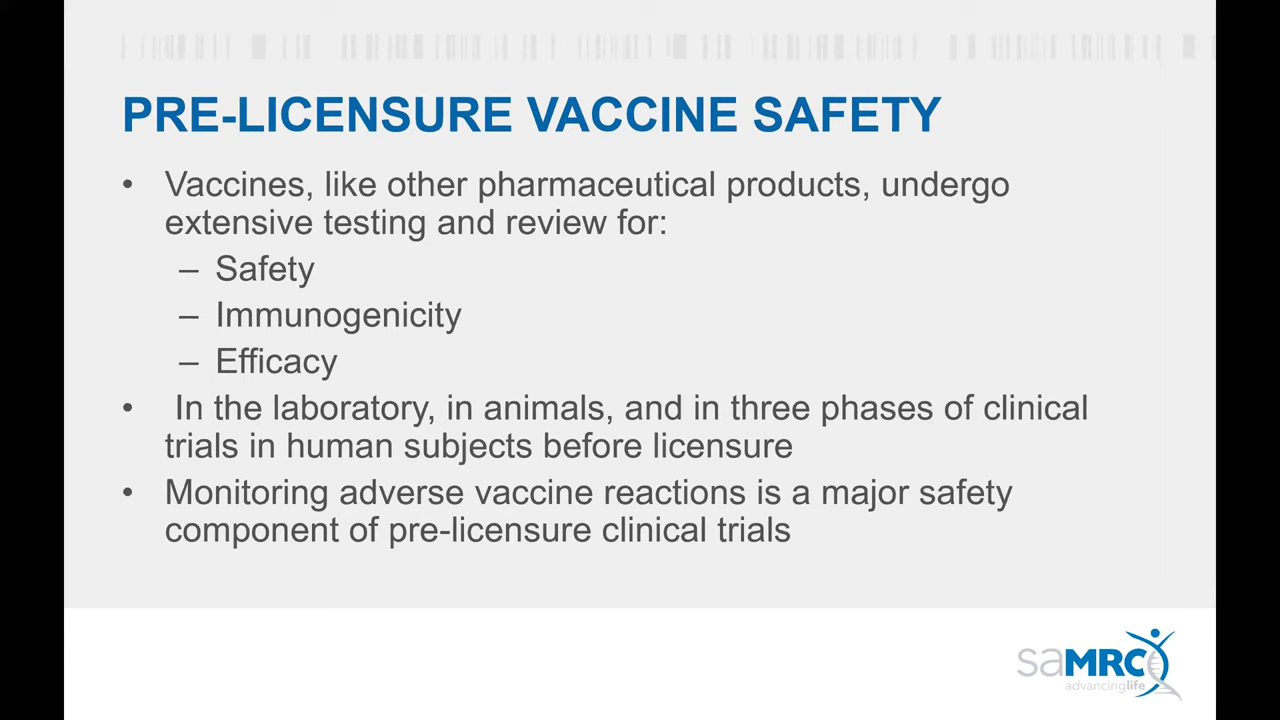 PRE-LICENSURE VACCINE SAFETY
• Vaccines, like other pharmaceutical products, undergo
extensive testing and review for:
– Safety
– Immunogenicity
– Efficacy
• In the laboratory, in animals, and in three phases of clinical
trials in human subjects before licensure
• Monitoring adverse vaccine reactions is a major safety
component of pre-licensure clinical trials
saMRC
advancinglife